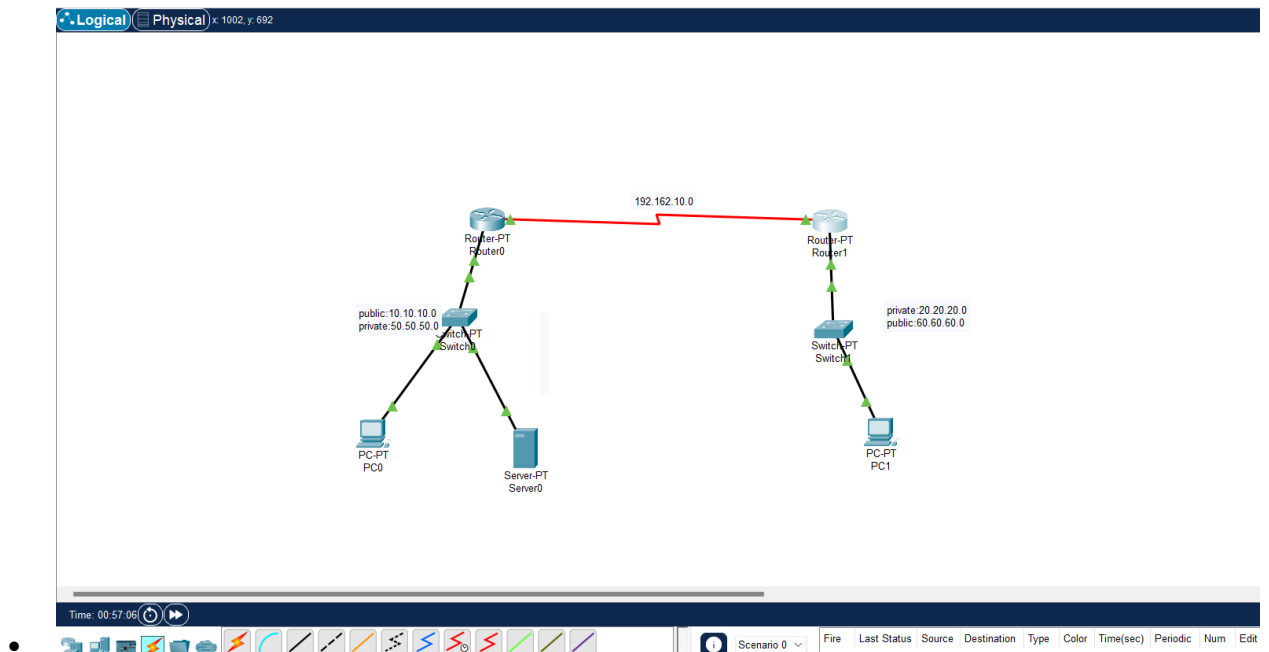 Logical Physical x: 1002, y: 692
192.162.10.0
Router-PT
Router0
Router-PT
Router1
public:10.10.10.0
private:50.50.50.0
Switch-PT
Switch0
private:20.20.20.0
public:60.60.60.0
Switch-PT
Switch1
PC-PT
PC0
Server-PT
Server0
PC-PT
PC1
Time: 00:57:06
Scenario 0 Fire Last Status Source Destination Type Color Time(sec) Periodic Num Edit